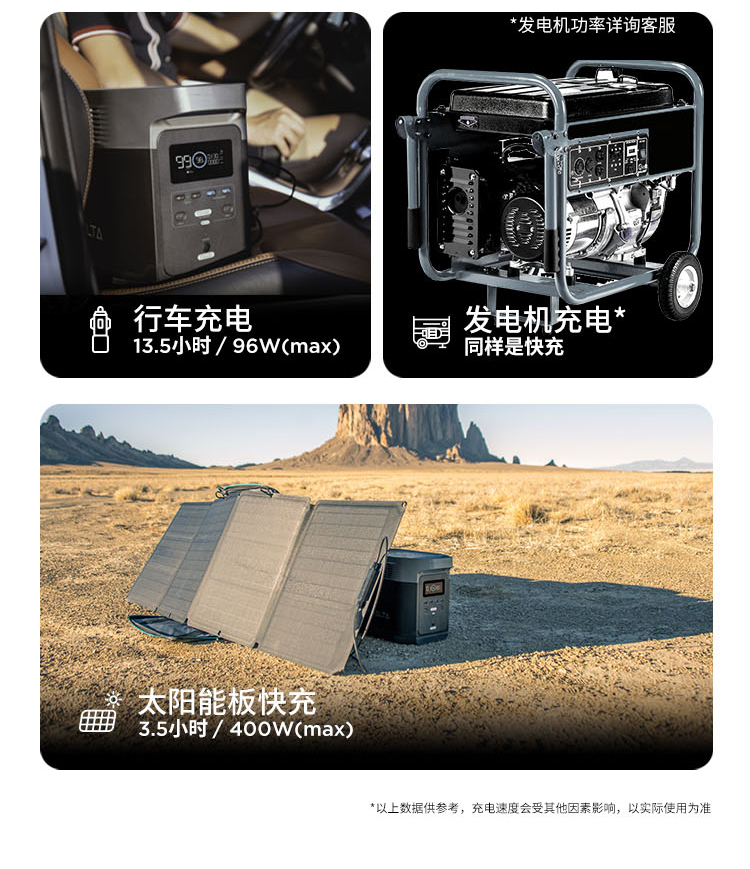 *发电机功率详询客服
99
LTA
行车充电
13.5小时 / 96W(max)
发电机充电*
同样是快充
太阳能板快充
3.5小时 / 400W(max)
*以上数据供参考，充电速度会受其他因素影响，以实际使用为准